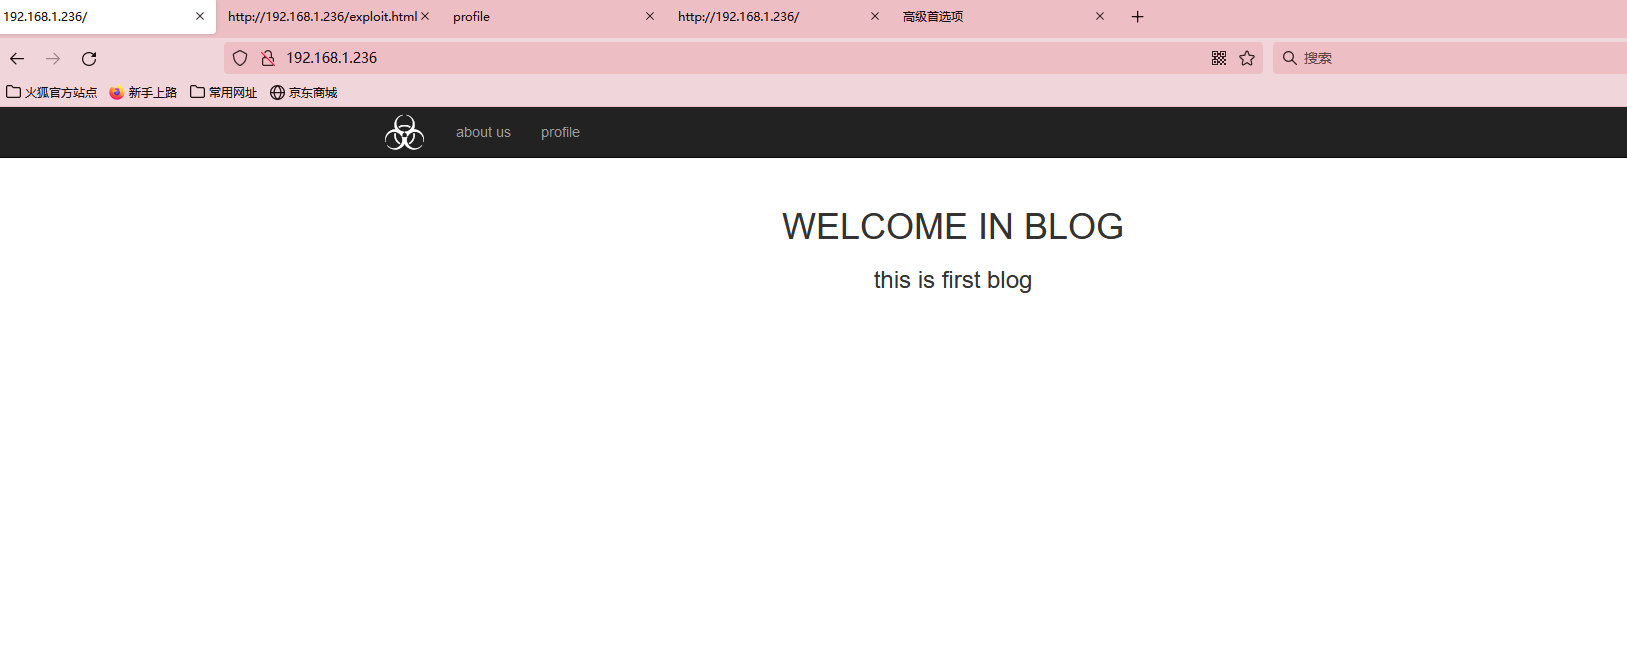 192.168.1.236/
http://192.168.1.236/exploit.html
profile
http://192.168.1.236/
高级首选项
192.168.1.236
搜索
火狐官方站点
新手上路
常用网址
京东商城
about us
profile
WELCOME IN BLOG
this is first blog